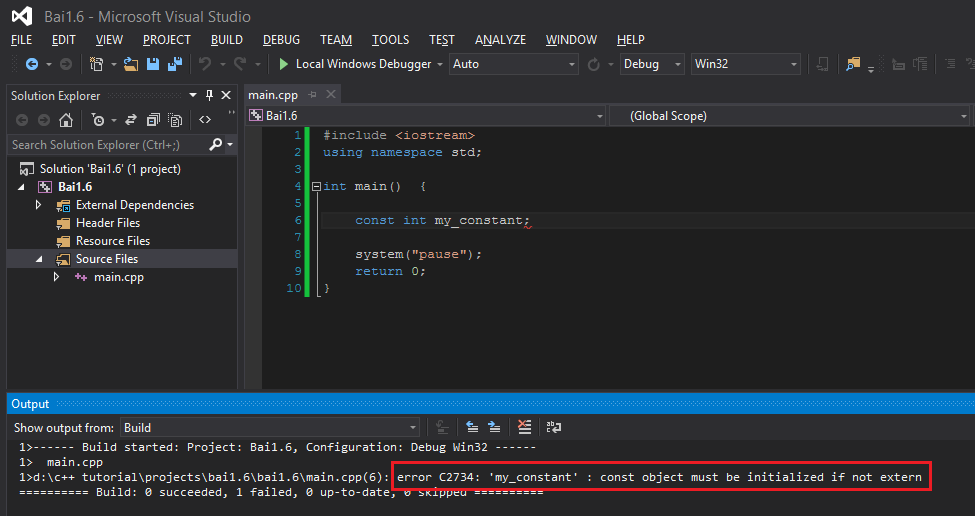 Bai1.6 - Microsoft Visual Studio
FILE EDIT VIEW PROJECT BUILD DEBUG TEAM TOOLS TEST ANALYZE WINDOW HELP
Local Windows Debugger Auto Debug Win32
Solution Explorer
Search Solution Explorer (Ctrl+;)
Solution 'Bai1.6' (1 project)
Bai1.6
External Dependencies
Header Files
Resource Files
Source Files
main.cpp
main.cpp
Bai1.6 (Global Scope)
1 #include <iostream>
2 using namespace std;
3
4 int main()  {
5
6 const int my_constant;
7
8 system("pause");
9 return 0;
10 }
Output
Show output from: Build
1>------ Build started: Project: Bai1.6, Configuration: Debug Win32 ------
1>  main.cpp
1>d:\c++ tutorial\projects\bai1.6\bai1.6\main.cpp(6): error C2734: 'my_constant' : const object must be initialized if not extern
========== Build: 0 succeeded, 1 failed, 0 up-to-date, 0 skipped ==========